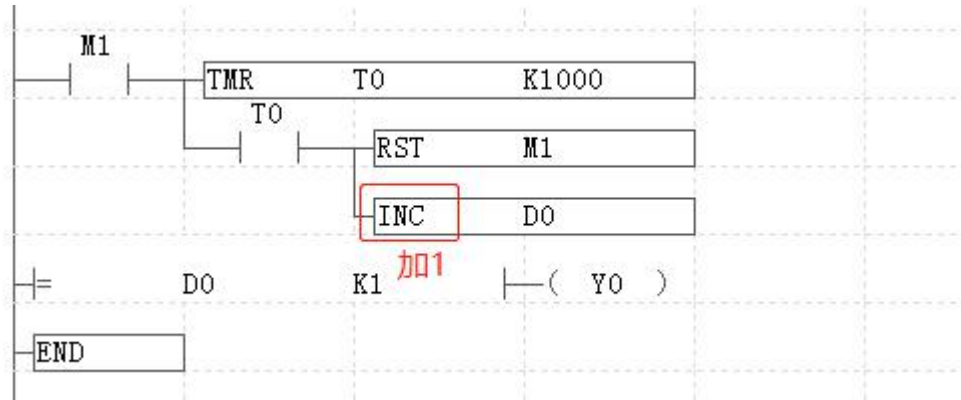 M1
TMR T0 K1000
T0
RST M1
INC D0
加1
= D0 K1 ( Y0 )
END